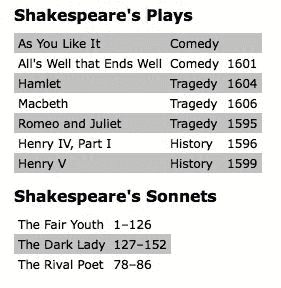 Shakespeare's Plays
As You Like It Comedy
All's Well that Ends Well Comedy 1601
Hamlet Tragedy 1604
Macbeth Tragedy 1606
Romeo and Juliet Tragedy 1595
Henry IV, Part I History 1596
Henry V History 1599
Shakespeare's Sonnets
The Fair Youth 1–126
The Dark Lady 127–152
The Rival Poet 78–86